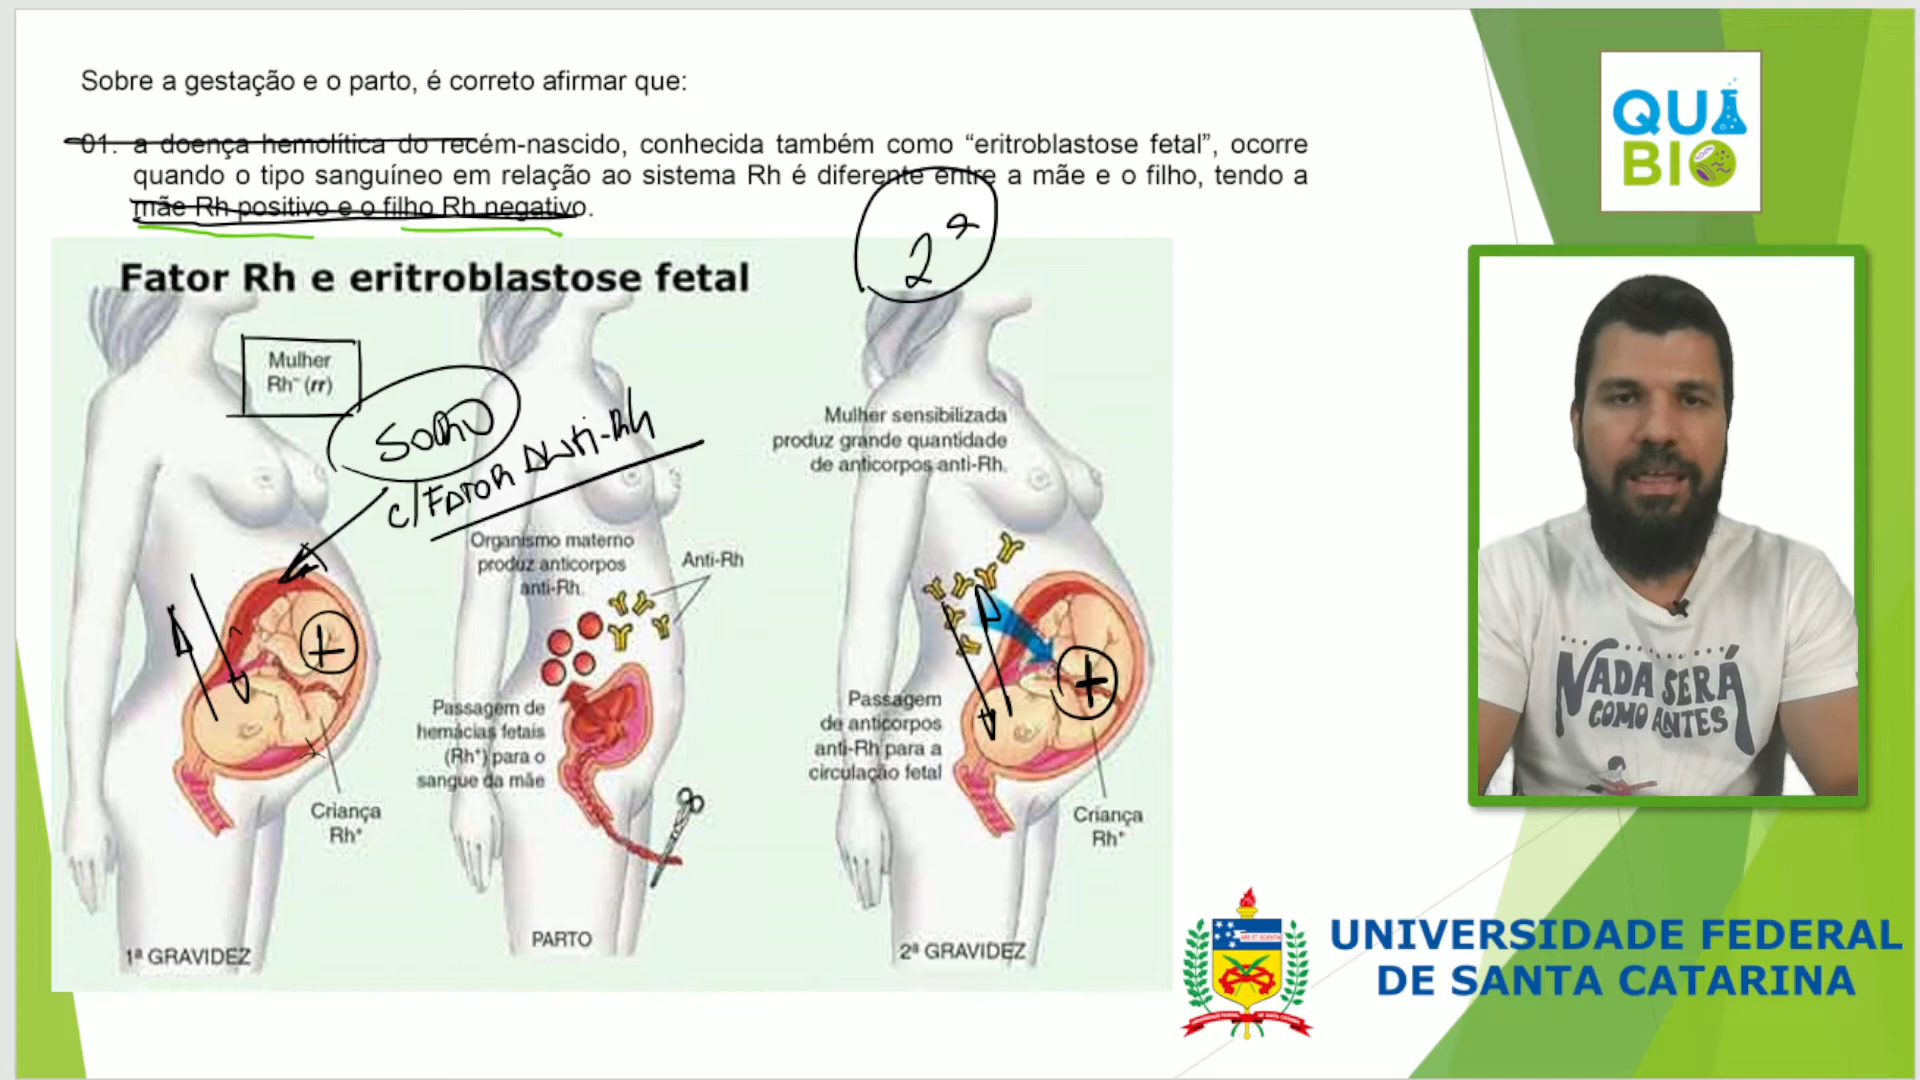 Sobre a gestação e o parto, é correto afirmar que:
01. a doença hemolítica do recém-nascido, conhecida também como “eritroblastose fetal”, ocorre
quando o tipo sanguíneo em relação ao sistema Rh é diferente entre a mãe e o filho, tendo a
mãe Rh positivo e o filho Rh negativo.
2ª
Fator Rh e eritroblastose fetal
Mulher
Rh⁻ (rr)
SORO
c/FATOR ANTI-Rh
Organismo materno
produz anticorpos
anti-Rh.
Anti-Rh
Passagem de
hemácias fetais
(Rh⁺) para o
sangue da mãe
Mulher sensibilizada
produz grande quantidade
de anticorpos anti-Rh.
Passagem
de anticorpos
anti-Rh para a
circulação fetal
+
+
Criança
Rh⁺
Criança
Rh⁺
1ª GRAVIDEZ
PARTO
2ª GRAVIDEZ
QUÁ
BIO
NADA SERÁ
COMO ANTES
UNIVERSIDADE FEDERAL
DE SANTA CATARINA